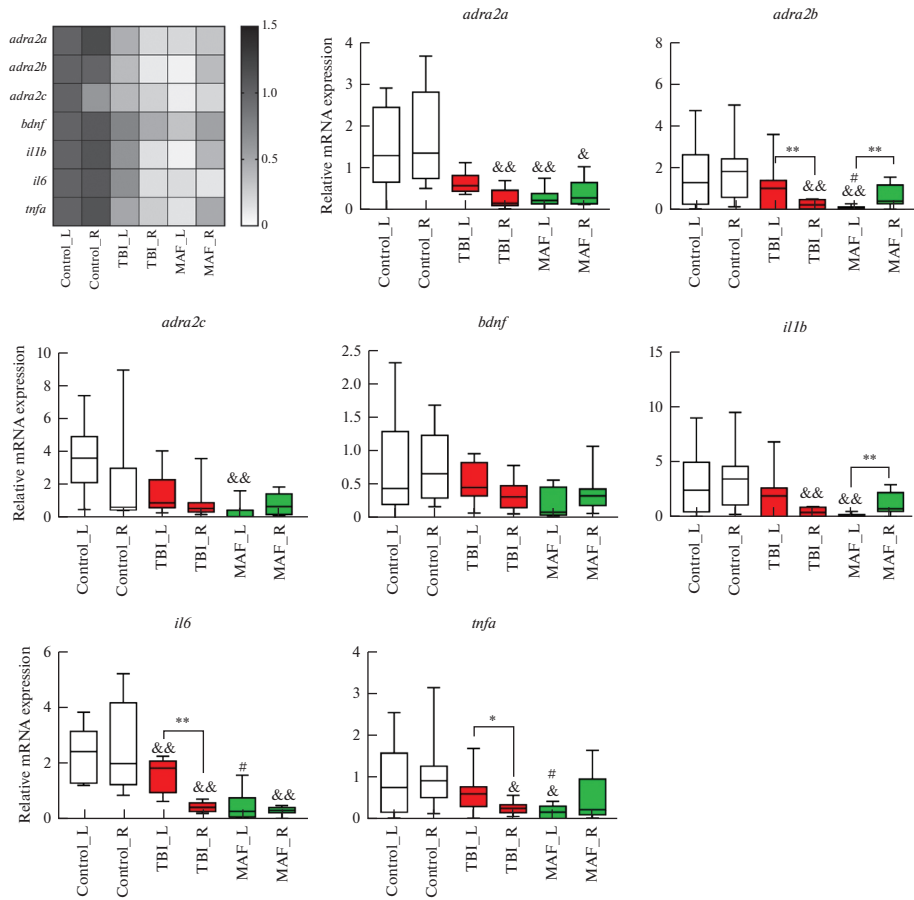 adra2a
adra2b
adra2c
bdnf
il1b
il6
tnfa
1.5
1.0
0.5
0
Control_L
Control_R
TBI_L
TBI_R
MAF_L
MAF_R
adra2a
Relative mRNA expression
4
3
2
1
0
&& && &
Control_L
Control_R
TBI_L
TBI_R
MAF_L
MAF_R
adra2b
8
6
4
2
0
** **
#
&& &&
Control_L
Control_R
TBI_L
TBI_R
MAF_L
MAF_R
adra2c
Relative mRNA expression
10
8
6
4
2
0
&&
Control_L
Control_R
TBI_L
TBI_R
MAF_L
MAF_R
bdnf
2.5
2.0
1.5
1.0
0.5
0
Control_L
Control_R
TBI_L
TBI_R
MAF_L
MAF_R
il1b
15
10
5
0
**
&& &&
Control_L
Control_R
TBI_L
TBI_R
MAF_L
MAF_R
il6
Relative mRNA expression
6
4
2
0
**
&& #
&& &&
Control_L
Control_R
TBI_L
TBI_R
MAF_L
MAF_R
tnfa
4
3
2
1
0
*
#
& &
Control_L
Control_R
TBI_L
TBI_R
MAF_L
MAF_R